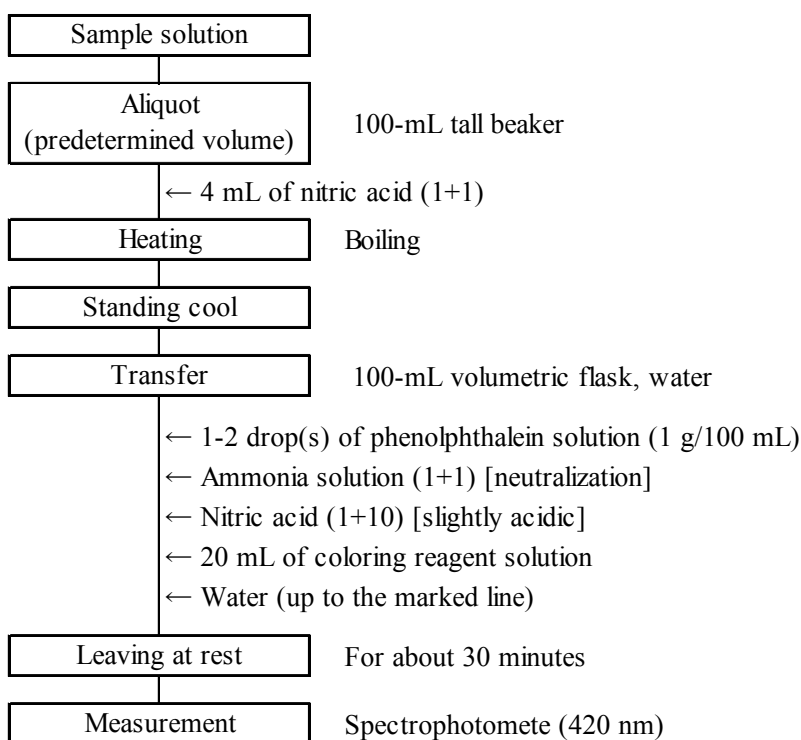 Sample solution
Aliquot
(predetermined volume)
100-mL tall beaker
← 4 mL of nitric acid (1+1)
Heating
Boiling
Standing cool
Transfer
100-mL volumetric flask, water
← 1-2 drop(s) of phenolphthalein solution (1 g/100 mL)
← Ammonia solution (1+1) [neutralization]
← Nitric acid (1+10) [slightly acidic]
← 20 mL of coloring reagent solution
← Water (up to the marked line)
Leaving at rest
For about 30 minutes
Measurement
Spectrophotomete (420 nm)